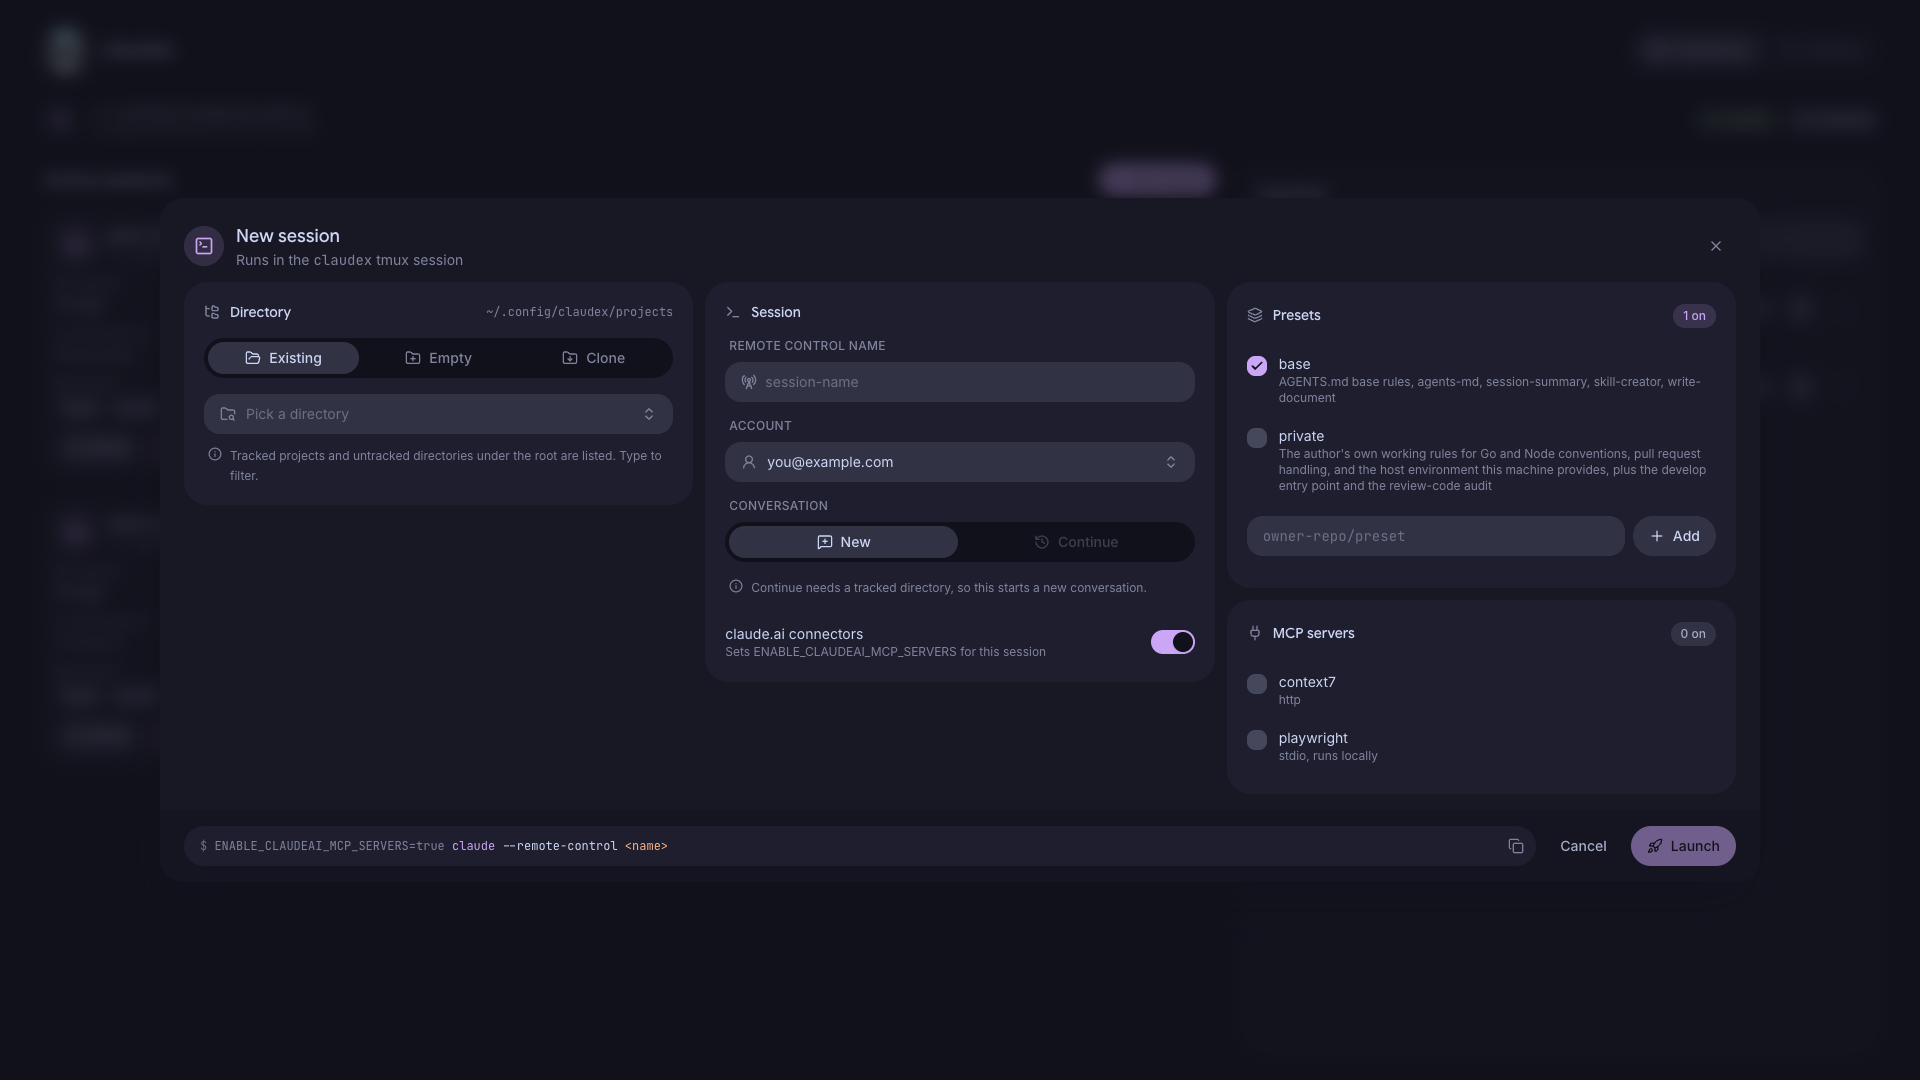 New session
Runs in the claudex tmux session
Directory
~/.config/claudex/projects
Existing
Empty
Clone
Pick a directory
Tracked projects and untracked directories under the root are listed. Type to
filter.
Session
REMOTE CONTROL NAME
session-name
ACCOUNT
you@example.com
CONVERSATION
New
Continue
Continue needs a tracked directory, so this starts a new conversation.
claude.ai connectors
Sets ENABLE_CLAUDEAI_MCP_SERVERS for this session
Presets
1 on
base
AGENTS.md base rules, agents-md, session-summary, skill-creator, write-
document
private
The author's own working rules for Go and Node conventions, pull request
handling, and the host environment this machine provides, plus the develop
entry point and the review-code audit
owner-repo/preset
Add
MCP servers
0 on
context7
http
playwright
stdio, runs locally
$ ENABLE_CLAUDEAI_MCP_SERVERS=true claude --remote-control <name>
Cancel
Launch